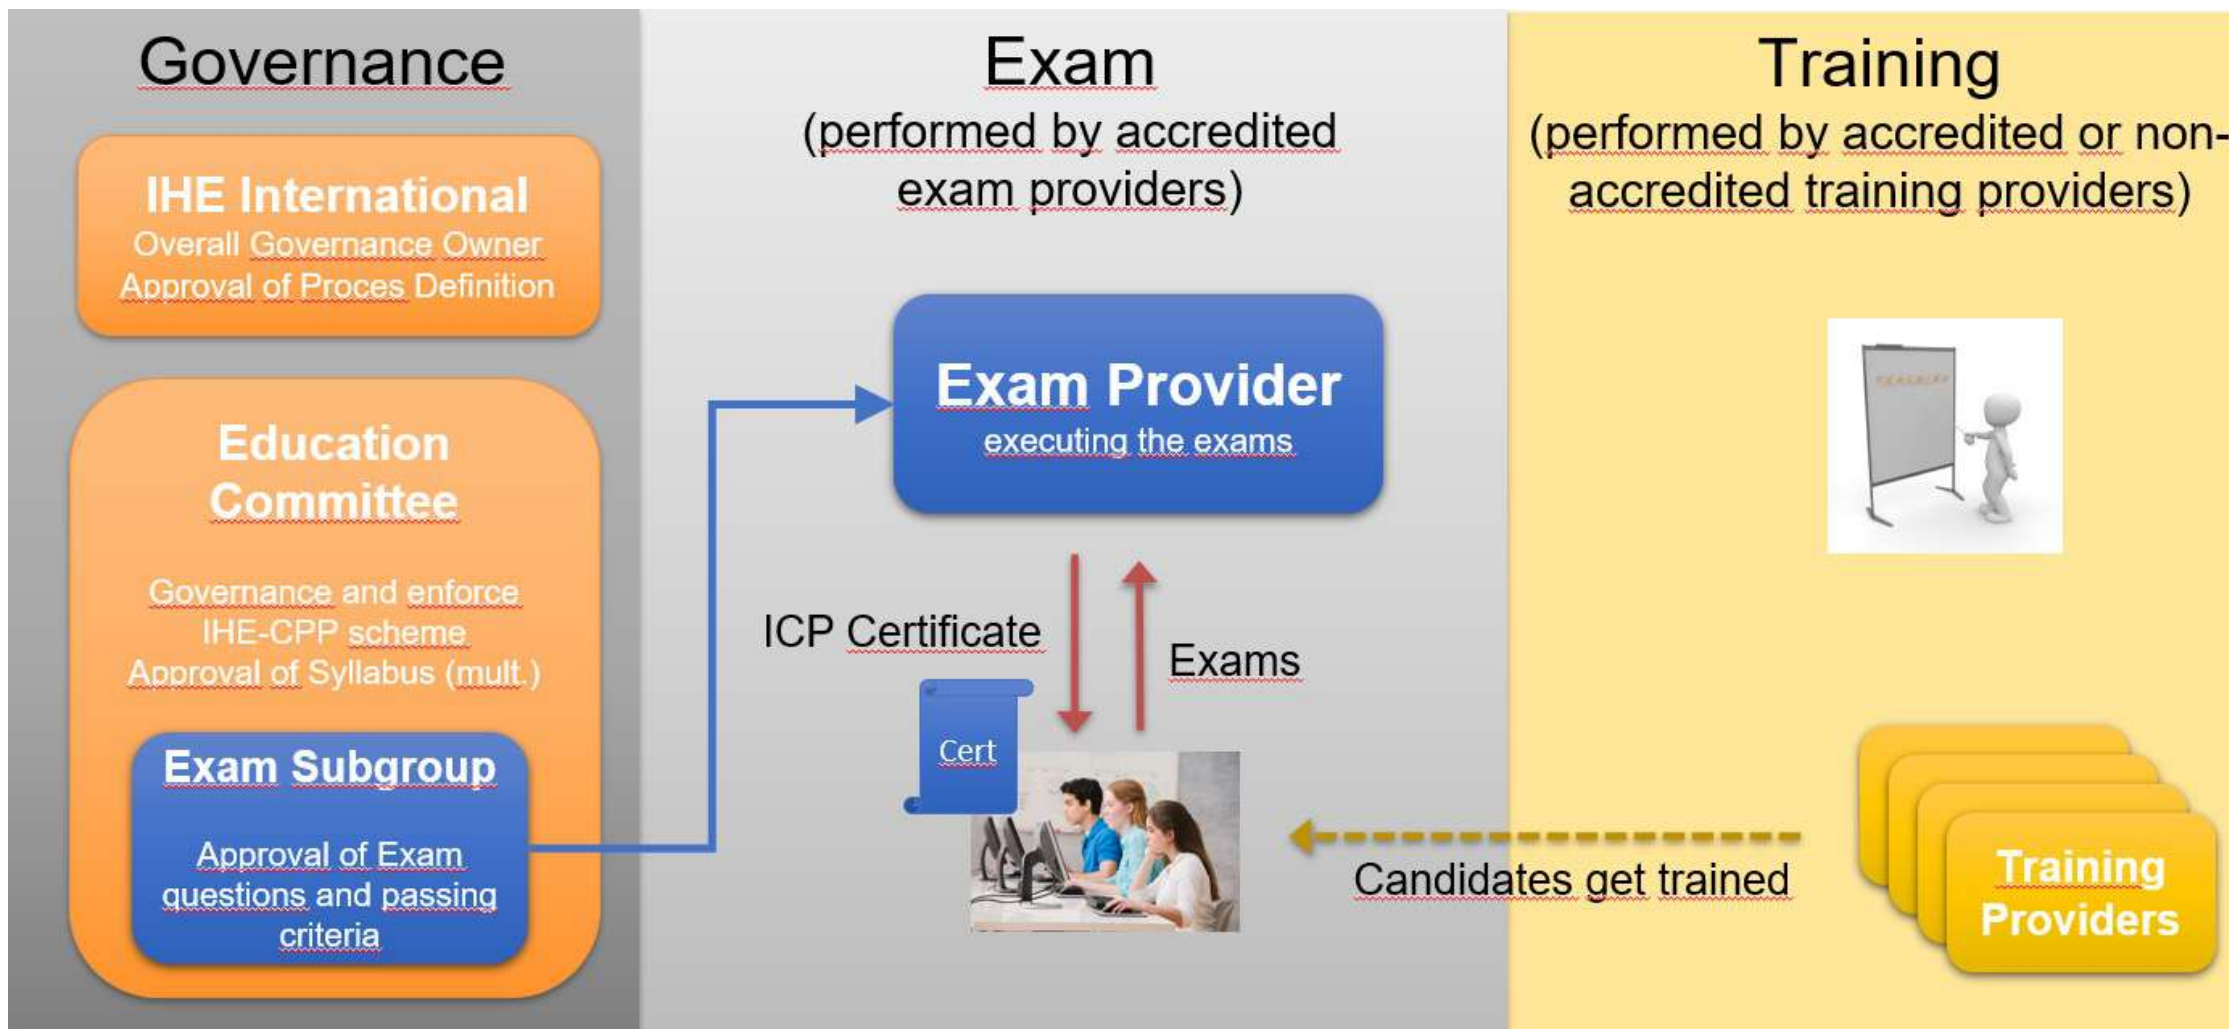 Governance
IHE International
Overall Governance Owner
Approval of Proces Definition
Education
Committee
Governance and enforce
IHE-CPP scheme
Approval of Syllabus (mult.)
Exam Subgroup
Approval of Exam
questions and passing
criteria
Exam
(performed by accredited
exam providers)
Exam Provider
executing the exams
ICP Certificate
Exams
Cert
Candidates get trained
Training
(performed by accredited or non-
accredited training providers)
TRAINING
Training
Providers